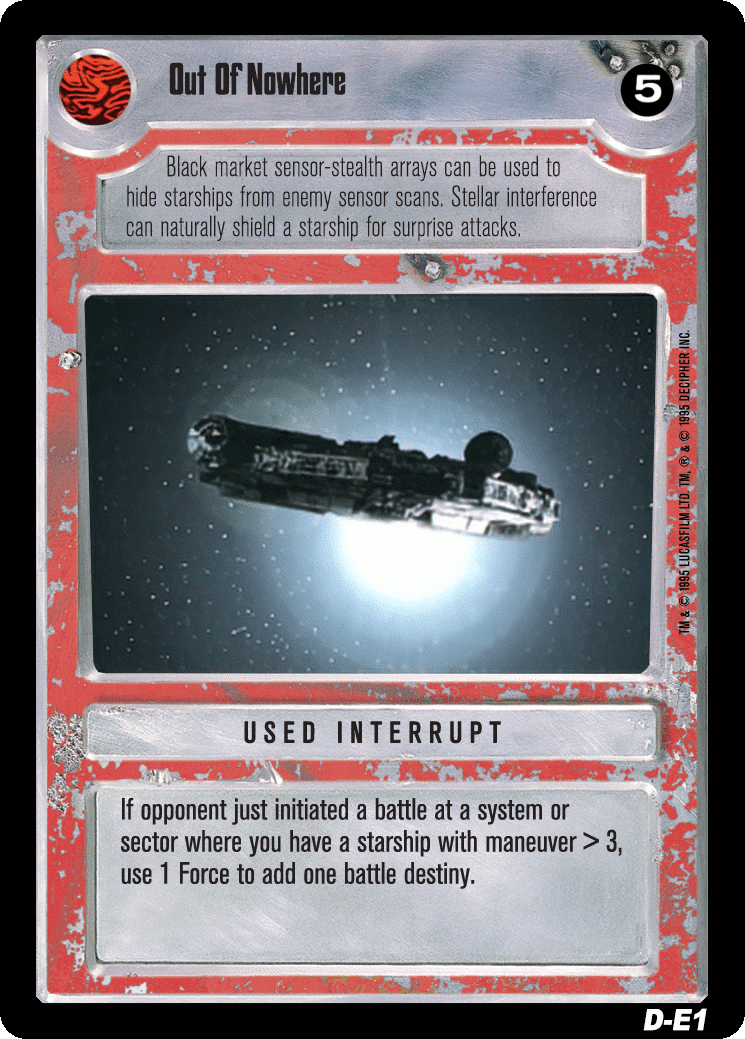 Out Of Nowhere
5
Black market sensor-stealth arrays can be used to
hide starships from enemy sensor scans. Stellar interference
can naturally shield a starship for surprise attacks.
TM & © 1995 LUCASFILM LTD. TM, ® & © 1995 DECIPHER INC.
USED INTERRUPT
If opponent just initiated a battle at a system or
sector where you have a starship with maneuver > 3,
use 1 Force to add one battle destiny.
D-E1